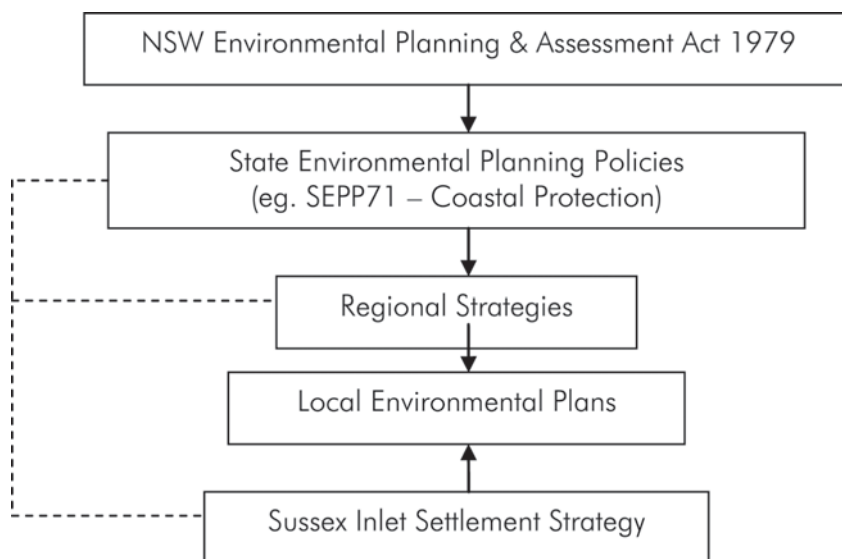 NSW Environmental Planning & Assessment Act 1979
State Environmental Planning Policies
(eg. SEPP71 – Coastal Protection)
Regional Strategies
Local Environmental Plans
Sussex Inlet Settlement Strategy